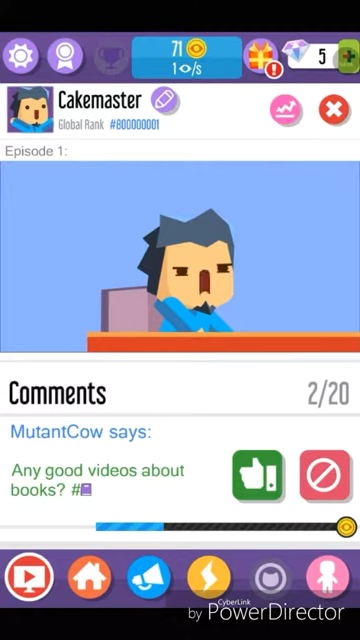 71
1 /s
5
Cakemaster
Global Rank #800000001
Episode 1:
Comments 2/20
MutantCow says:
Any good videos about
books? #
CyberLink
by PowerDirector